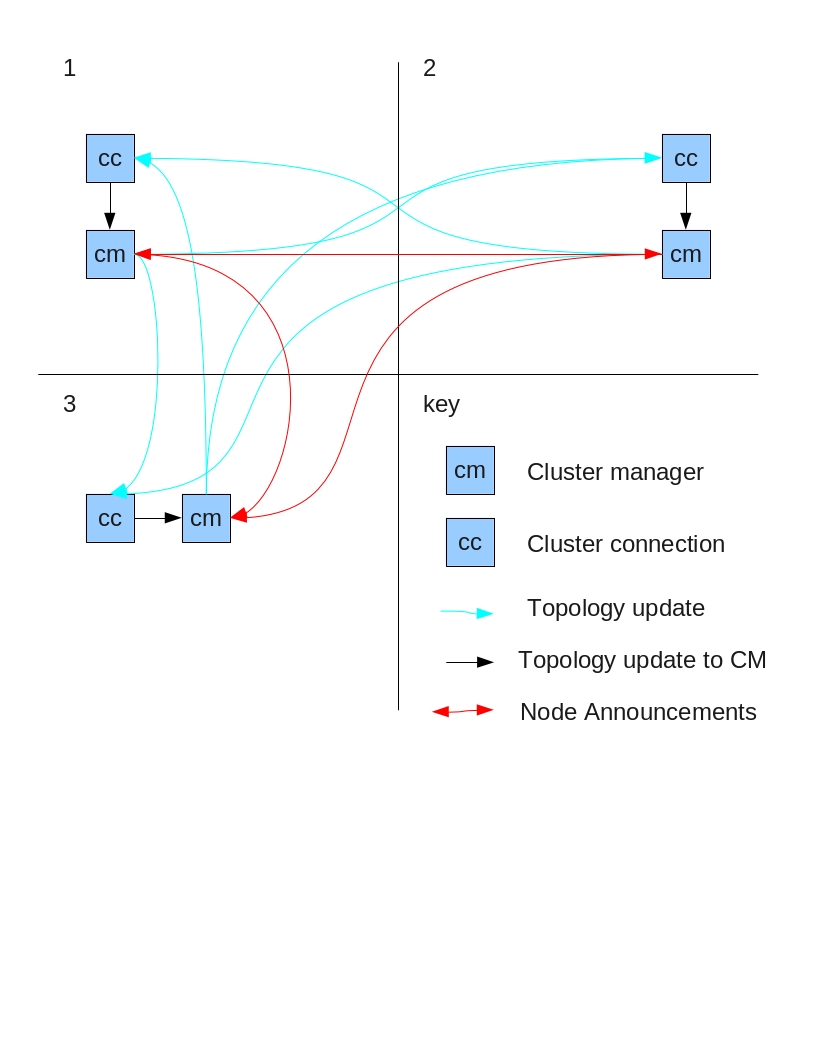 1
2
cc
cc
cm
cm
3
key
cm
Cluster manager
cc
cm
cc
Cluster connection
Topology update
Topology update to CM
Node Announcements